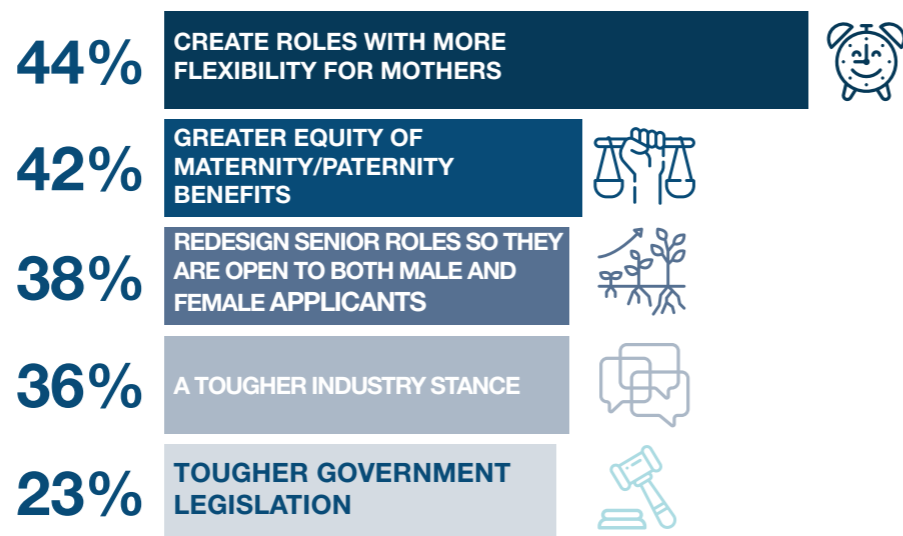 44%
CREATE ROLES WITH MORE
FLEXIBILITY FOR MOTHERS
42%
GREATER EQUITY OF
MATERNITY/PATERNITY
BENEFITS
38%
REDESIGN SENIOR ROLES SO THEY
ARE OPEN TO BOTH MALE AND
FEMALE APPLICANTS
36%
A TOUGHER INDUSTRY STANCE
23%
TOUGHER GOVERNMENT
LEGISLATION